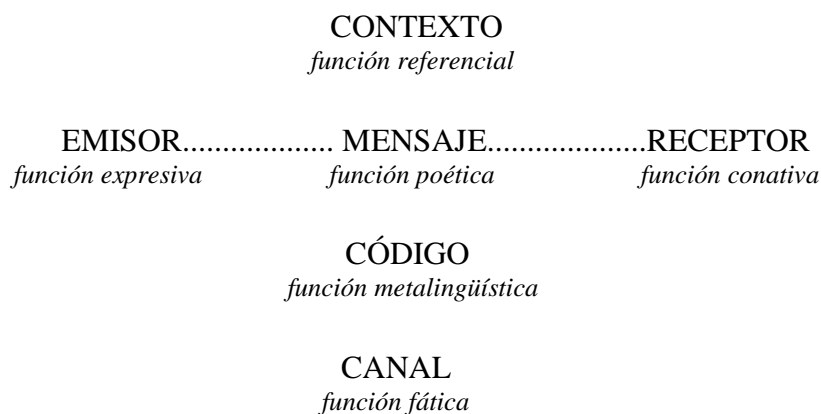 CONTEXTO
función referencial
EMISOR................... MENSAJE....................RECEPTOR
función expresiva función poética función conativa
CÓDIGO
función metalingüística
CANAL
función fática